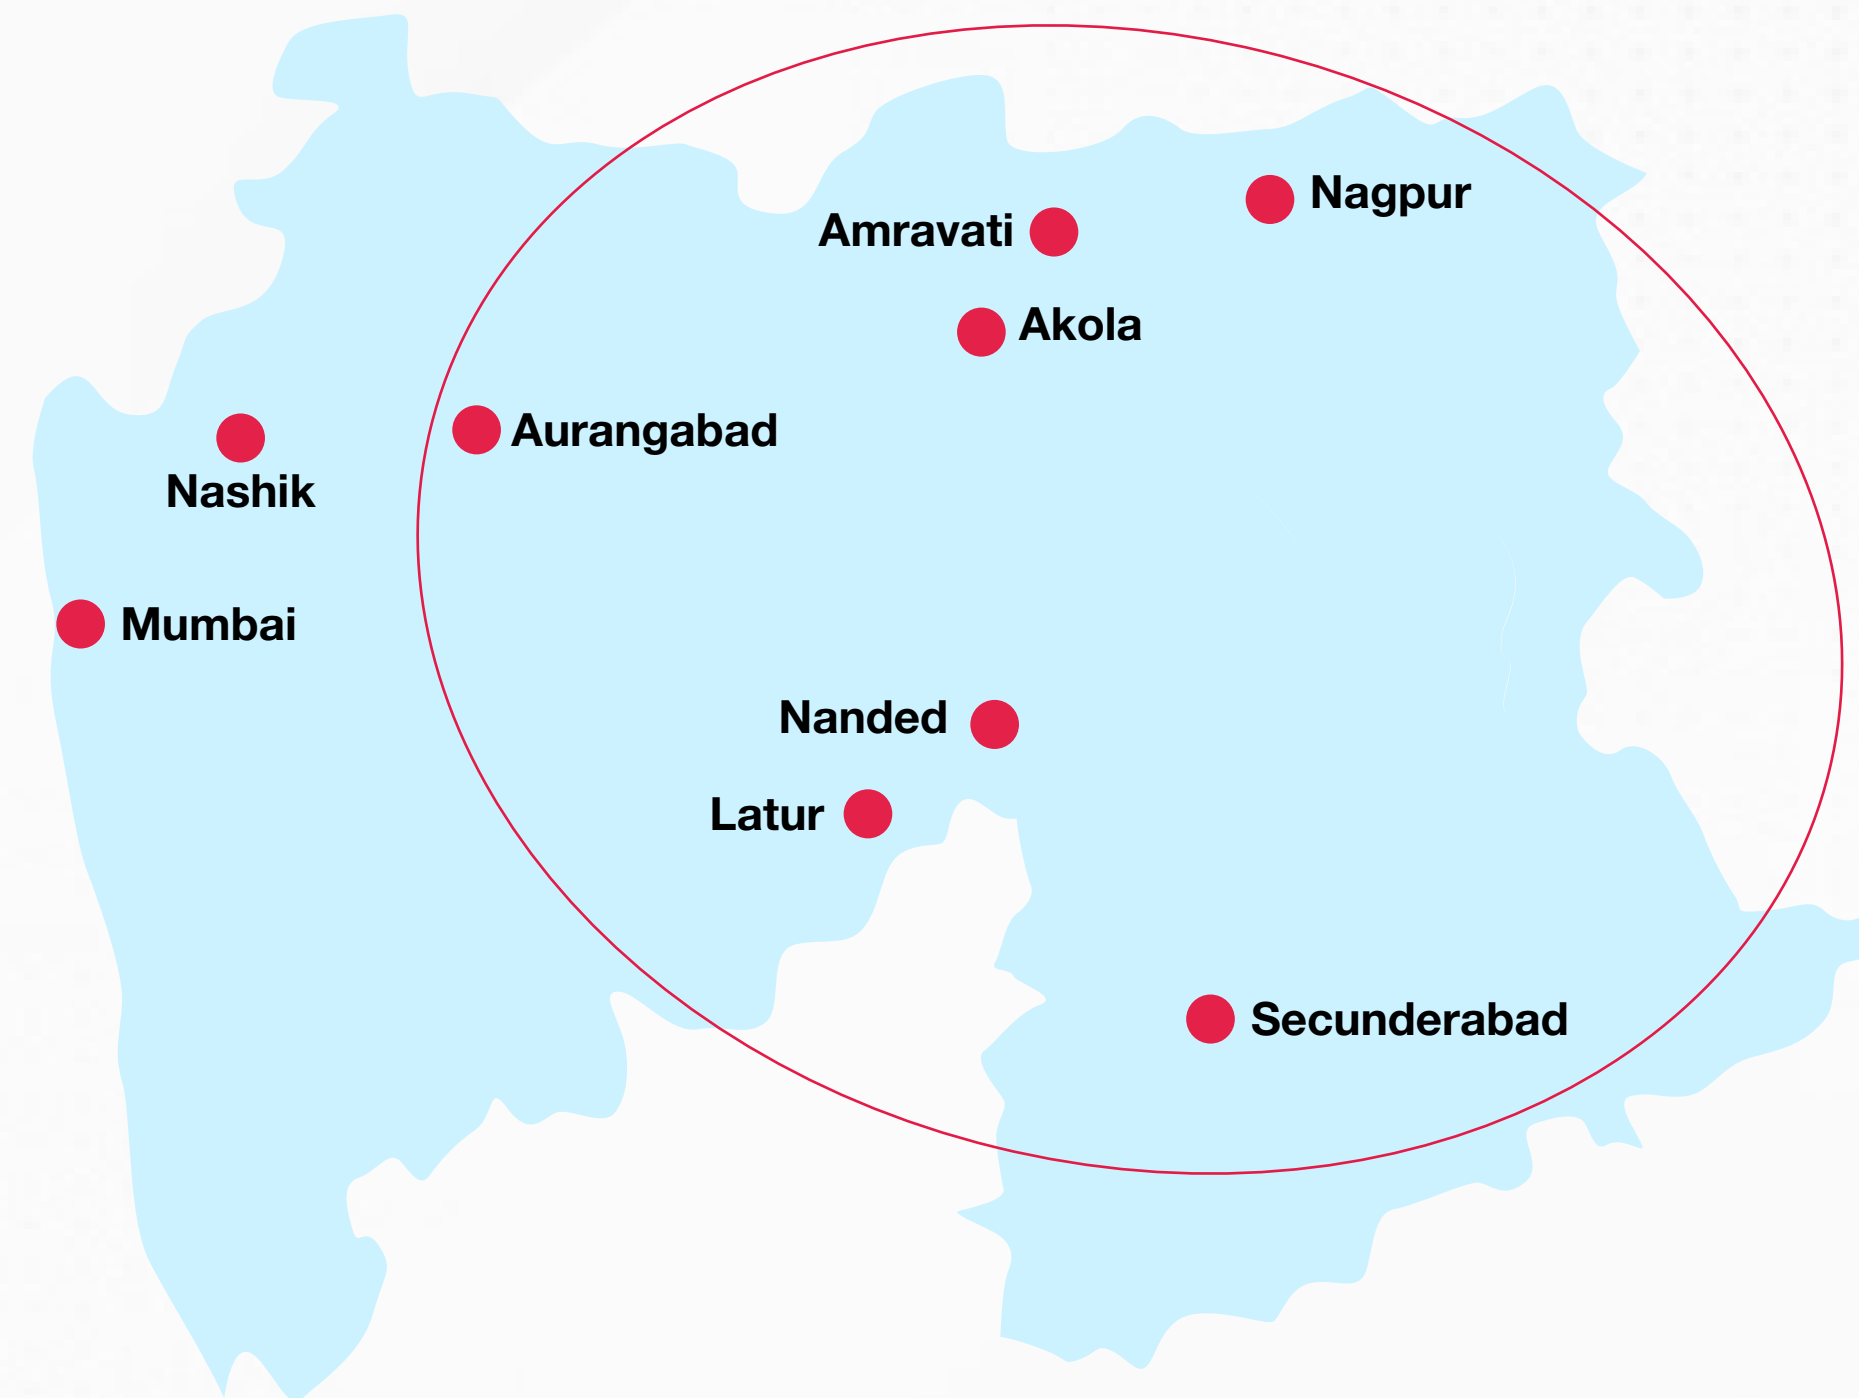 Nagpur
Amravati
Akola
Aurangabad
Nashik
Mumbai
Nanded
Latur
Secunderabad